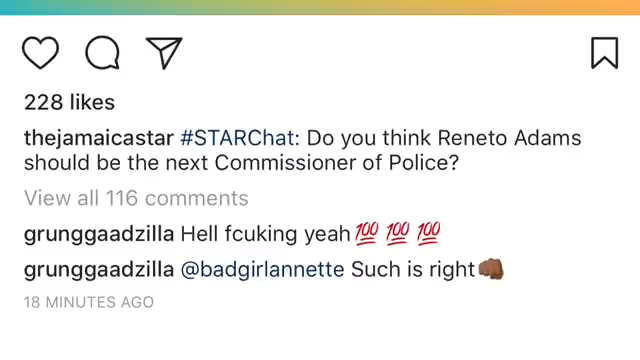 228 likes
thejamaicastar #STARChat: Do you think Reneto Adams
should be the next Commissioner of Police?
View all 116 comments
grunggaadzilla Hell fcuking yeah💯 💯 💯
grunggaadzilla @badgirlannette Such is right👊🏾
18 MINUTES AGO